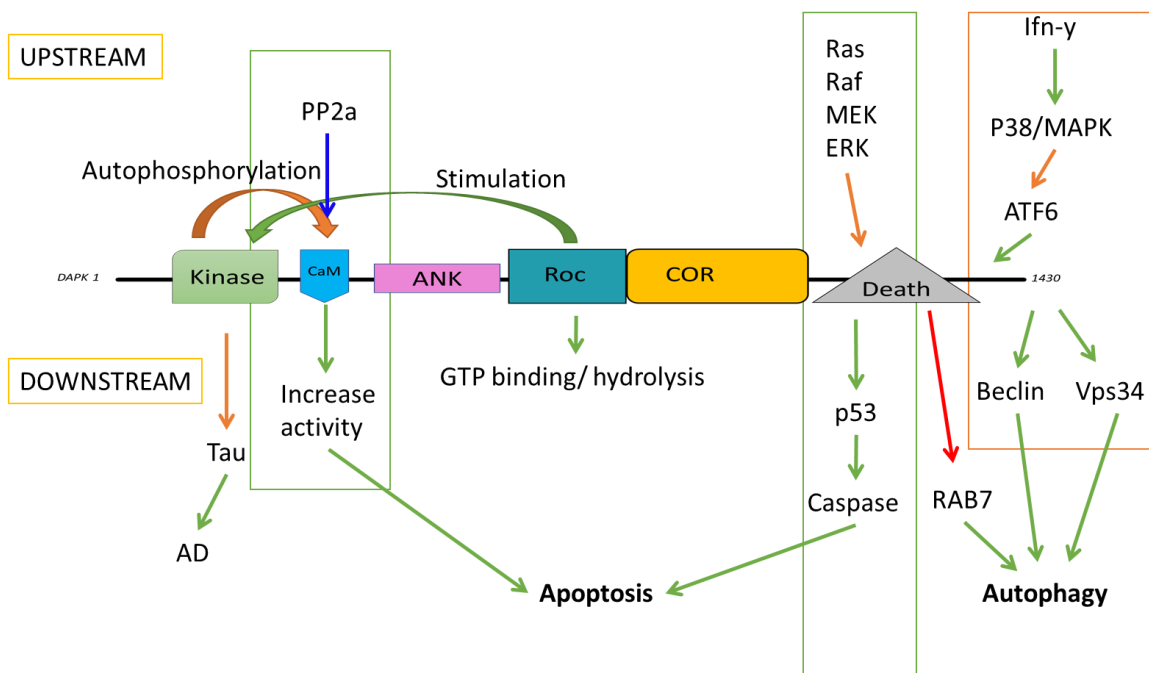 UPSTREAM
Ras
Raf
MEK
ERK
Ifn-y
PP2a
P38/MAPK
Autophosphorylation
Stimulation
ATF6
DAPK 1
Kinase
CaM
ANK
Roc
COR
Death
1430
DOWNSTREAM
GTP binding/ hydrolysis
Increase
activity
p53
Beclin
Vps34
Tau
Caspase
RAB7
AD
Apoptosis
Autophagy